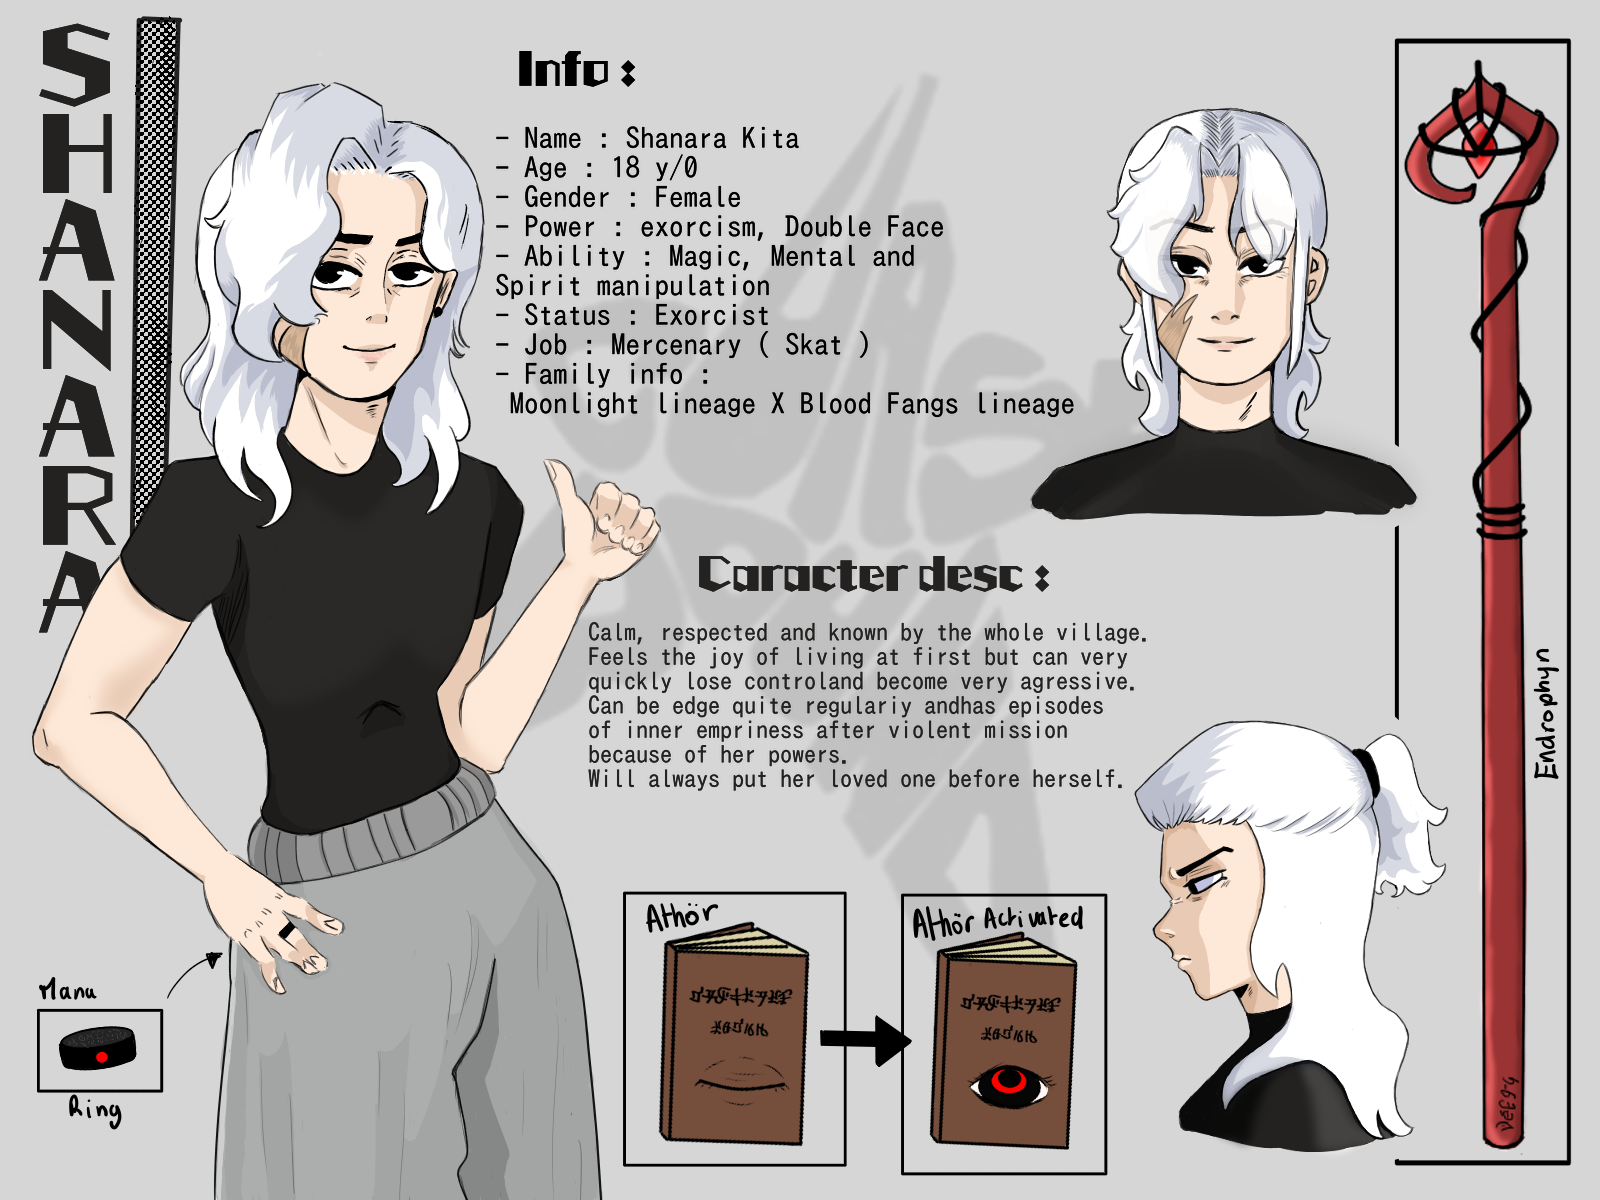 SHANARA
Info :
- Name : Shanara Kita
- Age : 18 y/0
- Gender : Female
- Power : exorcism, Double Face
- Ability : Magic, Mental and
Spirit manipulation
- Status : Exorcist
- Job : Mercenary ( Skat )
- Family info :
Moonlight lineage X Blood Fangs lineage
Caracter desc :
Calm, respected and known by the whole village.
Feels the joy of living at first but can very
quickly lose controland become very agressive.
Can be edge quite regulariy andhas episodes
of inner empriness after violent mission
because of her powers.
Will always put her loved one before herself.
Endrophyn
Athör
Athör Activated
Mana
Ring